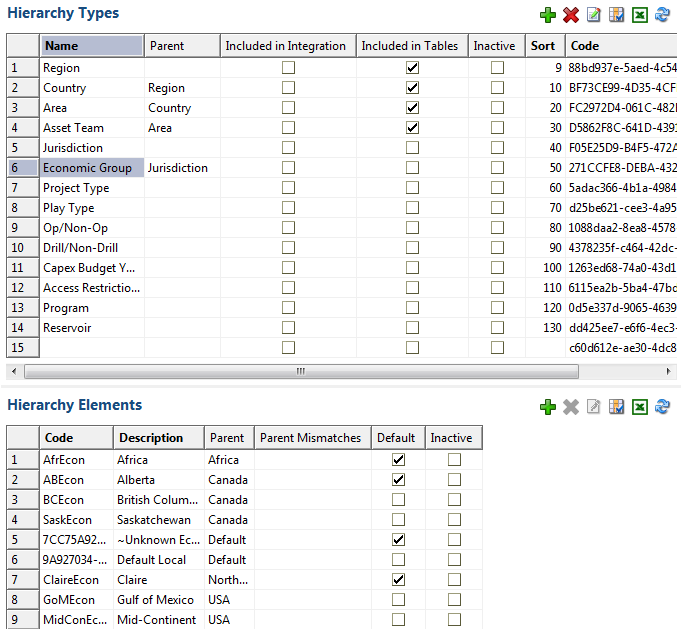 Hierarchy Types
Name Parent Included in Integration Included in Tables Inactive Sort Code
1 Region 9 88bd937e-5aed-4c54
2 Country Region 10 BF73CE99-4D35-4CF
3 Area Country 20 FC2972D4-061C-482
4 Asset Team Area 30 D5862F8C-641D-4391
5 Jurisdiction 40 F05E25D9-B4F5-472A
6 Economic Group Jurisdiction 50 271CCFE8-DEBA-432
7 Project Type 60 5adac366-4b1a-4984
8 Play Type 70 d25be621-cee3-4a95
9 Op/Non-Op 80 1088daa2-8ea8-4578
10 Drill/Non-Drill 90 4378235f-c464-42dc-
11 Capex Budget Y... 100 1263ed68-74a0-43d1
12 Access Restrictio... 110 6115ea2b-5ba4-47bd
13 Program 120 0d5e337d-9065-4639
14 Reservoir 130 dd425ee7-e6f6-4ec3-
15 c60d612e-ae30-4dc8
Hierarchy Elements
Code Description Parent Parent Mismatches Default Inactive
1 AfrEcon Africa Africa
2 ABEcon Alberta Canada
3 BCEcon British Colum... Canada
4 SaskEcon Saskatchewan Canada
5 7CC75A92... ~Unknown Ec... Default
6 9A927034-... Default Local Default
7 ClaireEcon Claire North...
8 GoMEcon Gulf of Mexico USA
9 MidConEc... Mid-Continent USA